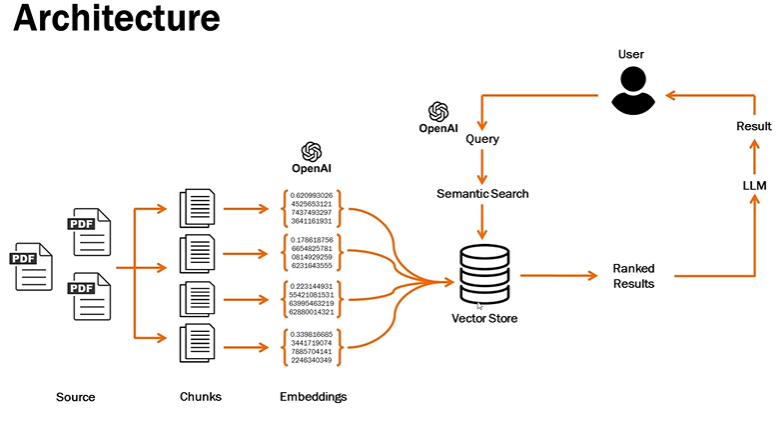 Architecture
User
OpenAI
Query
Result
OpenAI
LLM
Semantic Search
PDF
PDF
PDF
0.620993026
4525653121
7437493297
3641161931
0.178618756
6654825781
0814929259
6231643555
0.223144931
55421081531
63995463219
62880014321
0.339816685
3441719074
7885704141
2246340349
Ranked
Results
Vector Store
Source
Chunks
Embeddings